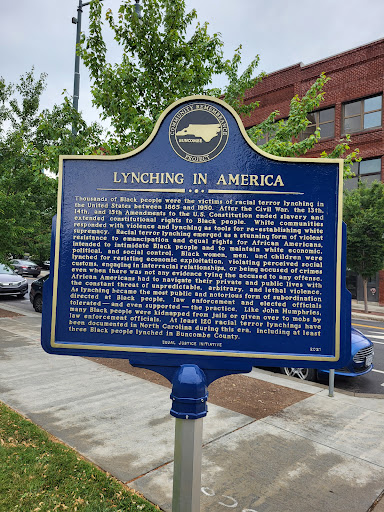 COMMUNITY REMEMBRANCE
BUNCOMBE
PROJECT
LYNCHING IN AMERICA
Thousands of Black people were the victims of racial terror lynching in
the United States between 1865 and 1950. After the Civil War, the 13th,
14th, and 15th Amendments to the U.S. Constitution ended slavery and
extended constitutional rights to Black people. White communities
responded with violence and lynching as tools for re-establishing white
supremacy. Racial terror lynching emerged as a stunning form of violent
resistance to emancipation and equal rights for African Americans,
intended to intimidate Black people and to maintain white economic,
political, and social control. Black women, men, and children were
lynched for resisting economic exploitation, violating perceived social
customs, engaging in interracial relationships, or being accused of crimes
even when there was not any evidence tying the accused to any offense.
African Americans had to navigate their private and public lives with
the constant threat of unpredictable, arbitrary, and lethal violence.
As lynching became the most public and notorious form of subordination
directed at Black people, law enforcement and elected officials
tolerated—and even supported—the practice. Like John Humphries,
many Black people were kidnapped from jails or given over to mobs by
law enforcement officials. At least 120 racial terror lynchings have
been documented in North Carolina during this era, including at least
three Black people lynched in Buncombe County.
EQUAL JUSTICE INITIATIVE 2021